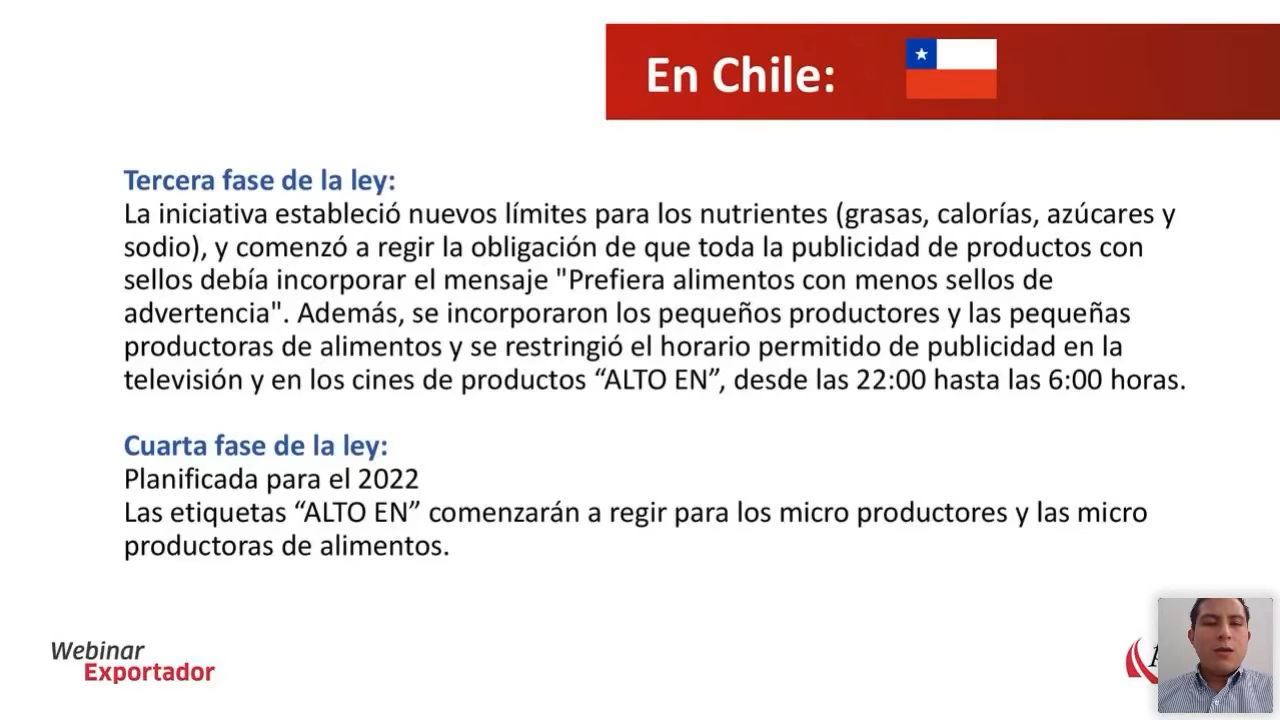 En Chile:
Tercera fase de la ley:
La iniciativa estableció nuevos límites para los nutrientes (grasas, calorías, azúcares y
sodio), y comenzó a regir la obligación de que toda la publicidad de productos con
sellos debía incorporar el mensaje "Prefiera alimentos con menos sellos de
advertencia". Además, se incorporaron los pequeños productores y las pequeñas
productoras de alimentos y se restringió el horario permitido de publicidad en la
televisión y en los cines de productos “ALTO EN”, desde las 22:00 hasta las 6:00 horas.
Cuarta fase de la ley:
Planificada para el 2022
Las etiquetas “ALTO EN” comenzarán a regir para los micro productores y las micro
productoras de alimentos.
Webinar
Exportador